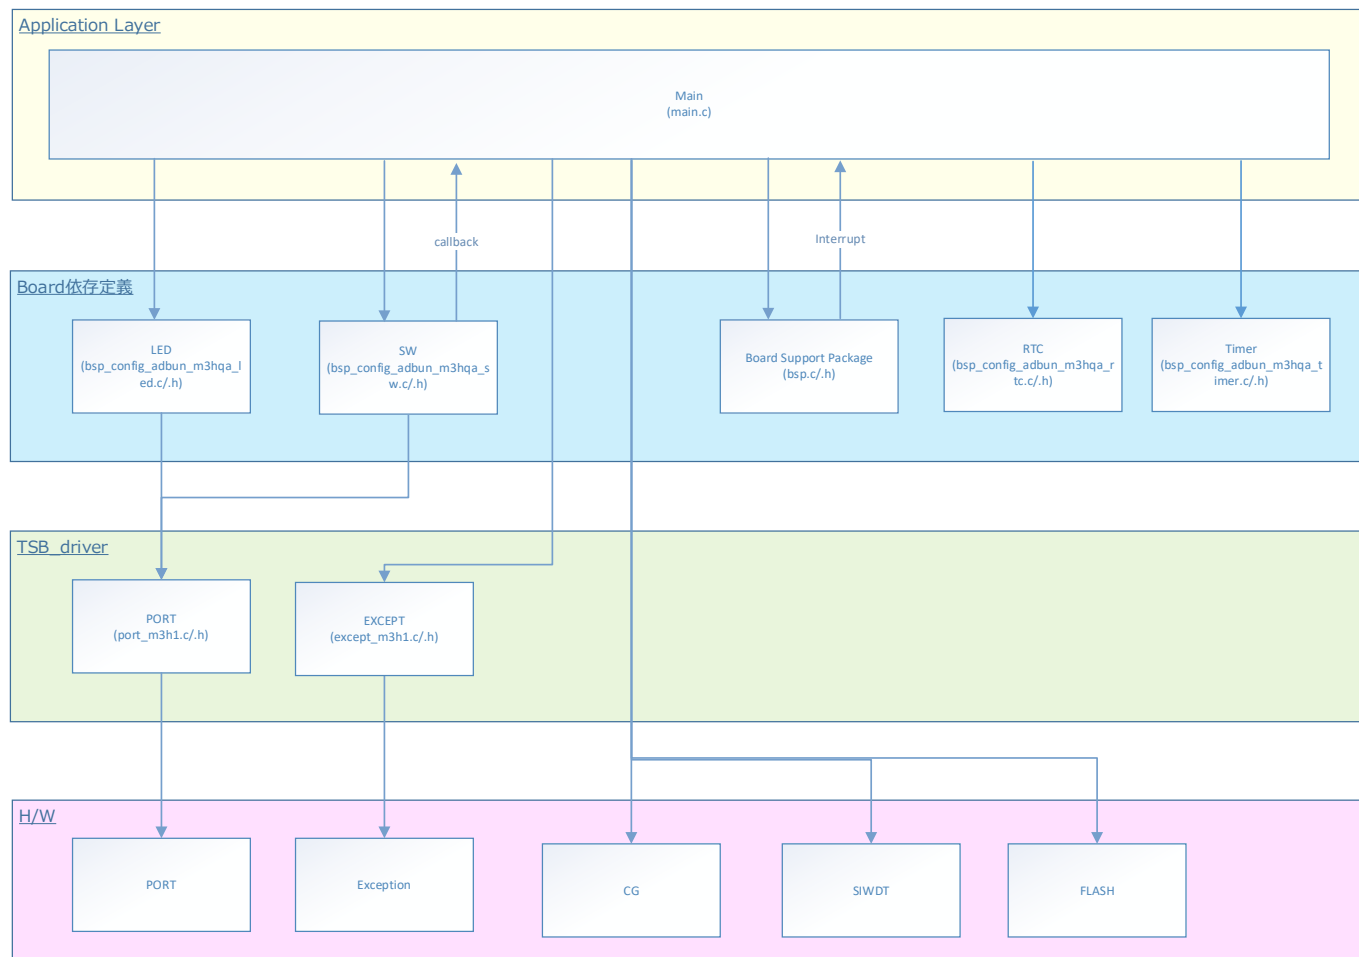 Application Layer
Main
(main.c)
callback
Interrupt
Board依存定義
LED
(bsp_config_adbun_m3hqa_l
ed.c/.h)
SW
(bsp_config_adbun_m3hqa_s
w.c/.h)
Board Support Package
(bsp.c/.h)
RTC
(bsp_config_adbun_m3hqa_r
tc.c/.h)
Timer
(bsp_config_adbun_m3hqa_t
imer.c/.h)
TSB_driver
PORT
(port_m3h1.c/.h)
EXCEPT
(except_m3h1.c/.h)
H/W
PORT
Exception
CG
SIWDT
FLASH